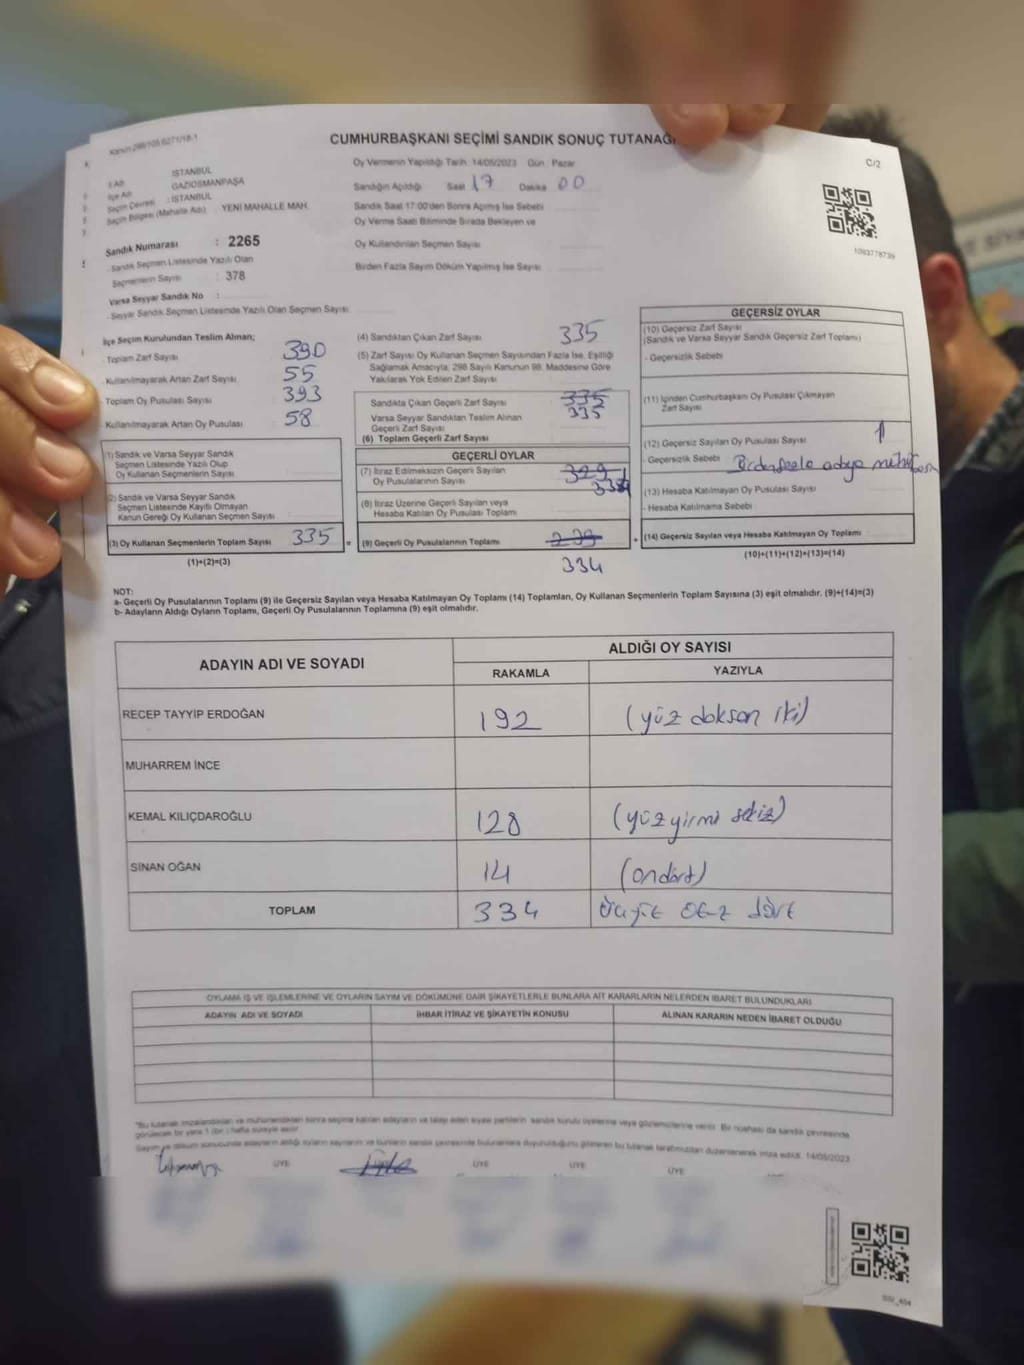 Kanun 298/105 6271/18-1
CUMHURBAŞKANI SEÇİMİ SANDIK SONUÇ TUTANAĞI
C/2
İl Adı : İSTANBUL
İlçe Adı : GAZİOSMANPAŞA
Seçim Çevresi : İSTANBUL
Seçim Bölgesi (Mahalle Adı) : YENİ MAHALLE MAH.
Sandık Numarası : 2265
Sandık Seçmen Listesinde Yazılı Olan
Seçmenlerin Sayısı : 378
Varsa Seyyar Sandık No :
Seyyar Sandık Seçmen Listesinde Yazılı Olan Seçmen Sayısı
Oy Vermenin Yapıldığı Tarih : 14/05/2023 Gün : Pazar
Sandığın Açıldığı Saat 17 Dakika 00
Sandık Saat 17:00'den Sonra Açılmış İse Sebebi
Oy Verme Saati Bitiminde Sırada Bekleyen ve
Oy Kullandırılan Seçmen Sayısı
Birden Fazla Sayım Döküm Yapılmış İse Sayısı
1093778739
İlçe Seçim Kurulundan Teslim Alınan;
Toplam Zarf Sayısı 390
Kullanılmayarak Artan Zarf Sayısı 55
Toplam Oy Pusulası Sayısı 393
Kullanılmayarak Artan Oy Pusulası 58
(1) Sandık ve Varsa Seyyar Sandık
Seçmen Listesinde Yazılı Olup
Oy Kullanan Seçmenlerin Sayısı
(2) Sandık ve Varsa Seyyar Sandık
Seçmen Listesinde Kayıtlı Olmayan
Kanun Gereği Oy Kullanan Seçmen Sayısı
(3) Oy Kullanan Seçmenlerin Toplam Sayısı 335
(1)+(2)=(3)
(4) Sandıktan Çıkan Zarf Sayısı 335
(5) Zarf Sayısı Oy Kullanan Seçmen Sayısından Fazla İse, Eşitliği
Sağlamak Amacıyla, 298 Sayılı Kanunun 98. Maddesine Göre
Yakılarak Yok Edilen Zarf Sayısı
Sandıkta Çıkan Geçerli Zarf Sayısı 335
Varsa Seyyar Sandıktan Teslim Alınan 335
Geçerli Zarf Sayısı
(6) Toplam Geçerli Zarf Sayısı
GEÇERLİ OYLAR
(7) İtiraz Edilmeksizin Geçerli Sayılan
Oy Pusulalarının Sayısı
(8) İtiraz Üzerine Geçerli Sayılan veya
Hesaba Katılan Oy Pusulası Toplamı
(9) Geçerli Oy Pusulalarının Toplamı
334
GEÇERSİZ OYLAR
(10) Geçersiz Zarf Sayısı
(Sandık ve Varsa Seyyar Sandık Geçersiz Zarf Toplamı)
- Geçersizlik Sebebi
(11) İçinden Cumhurbaşkanı Oy Pusulası Çıkmayan
Zarf Sayısı
(12) Geçersiz Sayılan Oy Pusulası Sayısı 1
- Geçersizlik Sebebi Birdenfazla adaya
(13) Hesaba Katılmayan Oy Pusulası Sayısı
- Hesaba Katılmama Sebebi
(14) Geçersiz Sayılan veya Hesaba Katılmayan Oy Toplamı
(10)+(11)+(12)+(13)=(14)
NOT:
a- Geçerli Oy Pusulalarının Toplamı (9) ile Geçersiz Sayılan veya Hesaba Katılmayan Oy Toplamı (14) Toplamları, Oy Kullanan Seçmenlerin Toplam Sayısına (3) eşit olmalıdır. (9)+(14)=(3)
b- Adayların Aldığı Oyların Toplamı, Geçerli Oy Pusulalarının Toplamına (9) eşit olmalıdır.
ADAYIN ADI VE SOYADI
ALDIĞI OY SAYISI
RAKAMLA YAZIYLA
RECEP TAYYİP ERDOĞAN 192 (yüz doksan iki)
MUHARREM İNCE
KEMAL KILIÇDAROĞLU 128 (yüzyirmi sekiz)
SİNAN OĞAN 14 (ondört)
TOPLAM 334 Üçyüz otuz dört
OYLAMA İŞ VE İŞLEMLERİNE VE OYLARIN SAYIM VE DÖKÜMÜNE DAİR ŞİKAYETLERLE BUNLARA AİT KARARLARIN NELERDEN İBARET BULUNDUKLARI
ADAYIN ADI VE SOYADI İHBAR İTİRAZ VE ŞİKAYETİN KONUSU ALINAN KARARIN NEDEN İBARET OLDUĞU
14/05/2023
ÜYE ÜYE ÜYE ÜYE